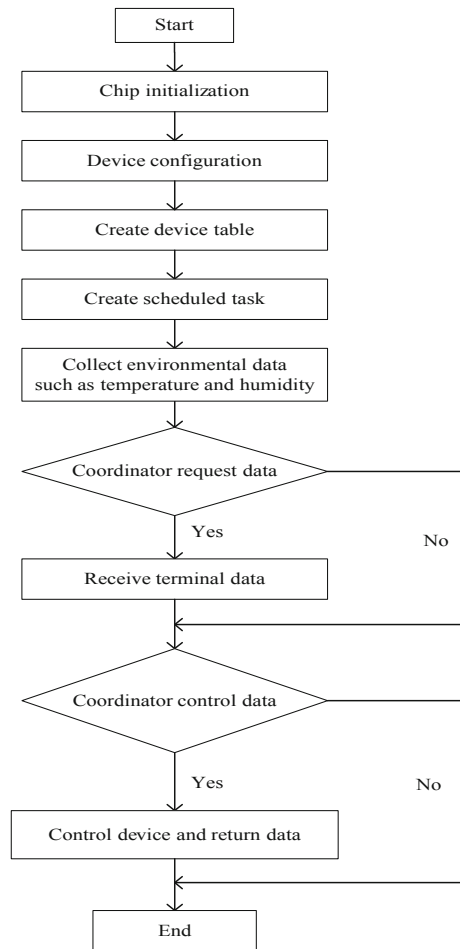 Start
Chip initialization
Device configuration
Create device table
Create scheduled task
Collect environmental data
such as temperature and humidity
Coordinator request data
Yes
No
Receive terminal data
Coordinator control data
Yes
No
Control device and return data
End